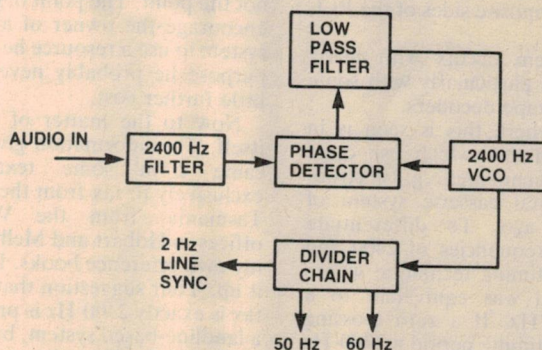 LOW
PASS
FILTER
AUDIO IN
2400 Hz
FILTER
PHASE
DETECTOR
2400 Hz
VCO
2 Hz
LINE
SYNC
DIVIDER
CHAIN
50 Hz
60 Hz